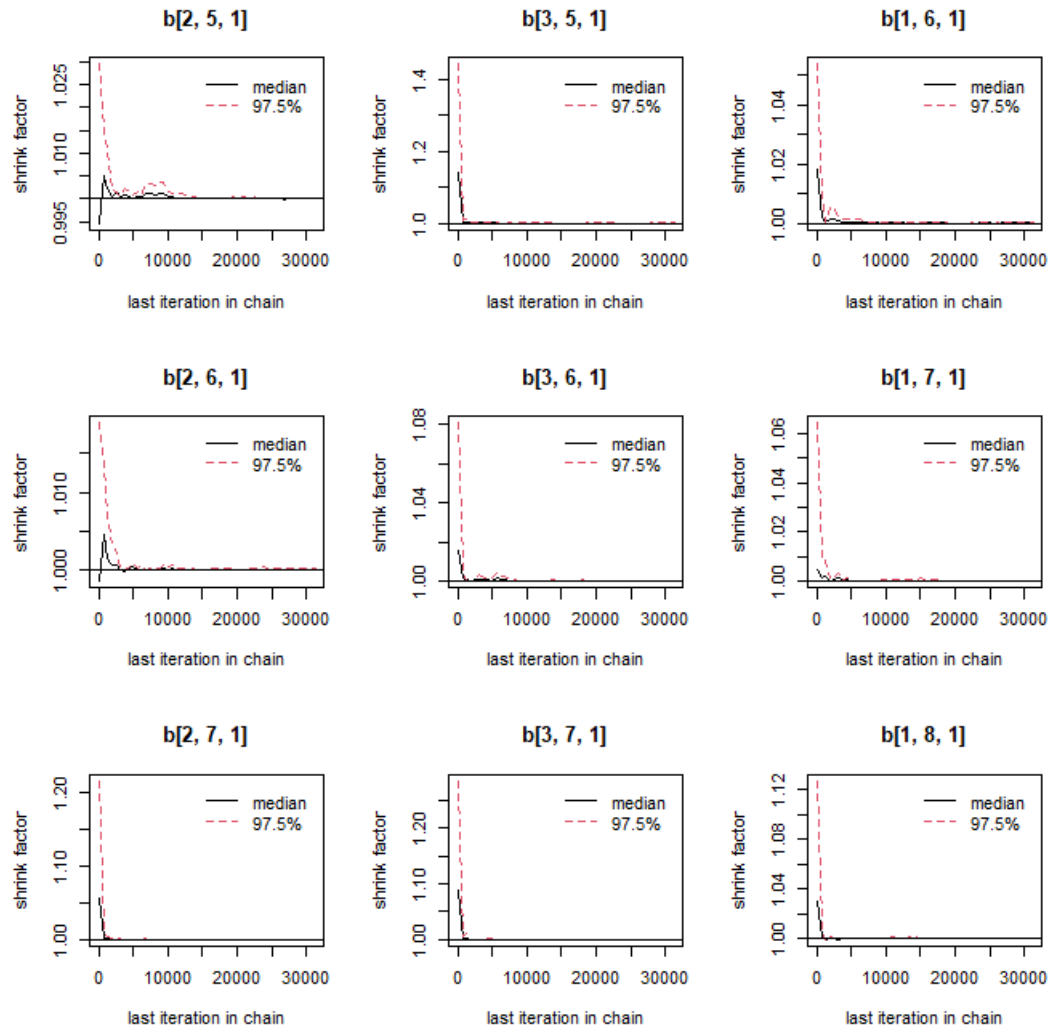 b[2, 5, 1]
shrink factor
0.995 1.010 1.025
median
97.5%
0 10000 20000 30000
last iteration in chain
b[3, 5, 1]
shrink factor
1.0 1.2 1.4
median
97.5%
0 10000 20000 30000
last iteration in chain
b[1, 6, 1]
shrink factor
1.00 1.02 1.04
median
97.5%
0 10000 20000 30000
last iteration in chain
b[2, 6, 1]
shrink factor
1.000 1.010
median
97.5%
0 10000 20000 30000
last iteration in chain
b[3, 6, 1]
shrink factor
1.00 1.04 1.08
median
97.5%
0 10000 20000 30000
last iteration in chain
b[1, 7, 1]
shrink factor
1.00 1.02 1.04 1.06
median
97.5%
0 10000 20000 30000
last iteration in chain
b[2, 7, 1]
shrink factor
1.00 1.10 1.20
median
97.5%
0 10000 20000 30000
last iteration in chain
b[3, 7, 1]
shrink factor
1.00 1.10 1.20
median
97.5%
0 10000 20000 30000
last iteration in chain
b[1, 8, 1]
shrink factor
1.00 1.04 1.08 1.12
median
97.5%
0 10000 20000 30000
last iteration in chain